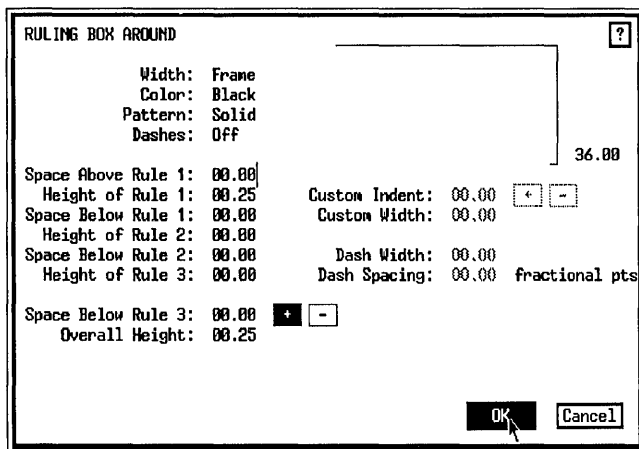 RULING BOX AROUND ?
Width: Frame
Color: Black
Pattern: Solid
Dashes: Off
36.00
Space Above Rule 1: 00.00
Height of Rule 1: 00.25 Custom Indent: 00.00 + -
Space Below Rule 1: 00.00 Custom Width: 00.00
Height of Rule 2: 00.00
Space Below Rule 2: 00.00 Dash Width: 00.00
Height of Rule 3: 00.00 Dash Spacing: 00.00 fractional pts
Space Below Rule 3: 00.00 + -
Overall Height: 00.25
OK Cancel